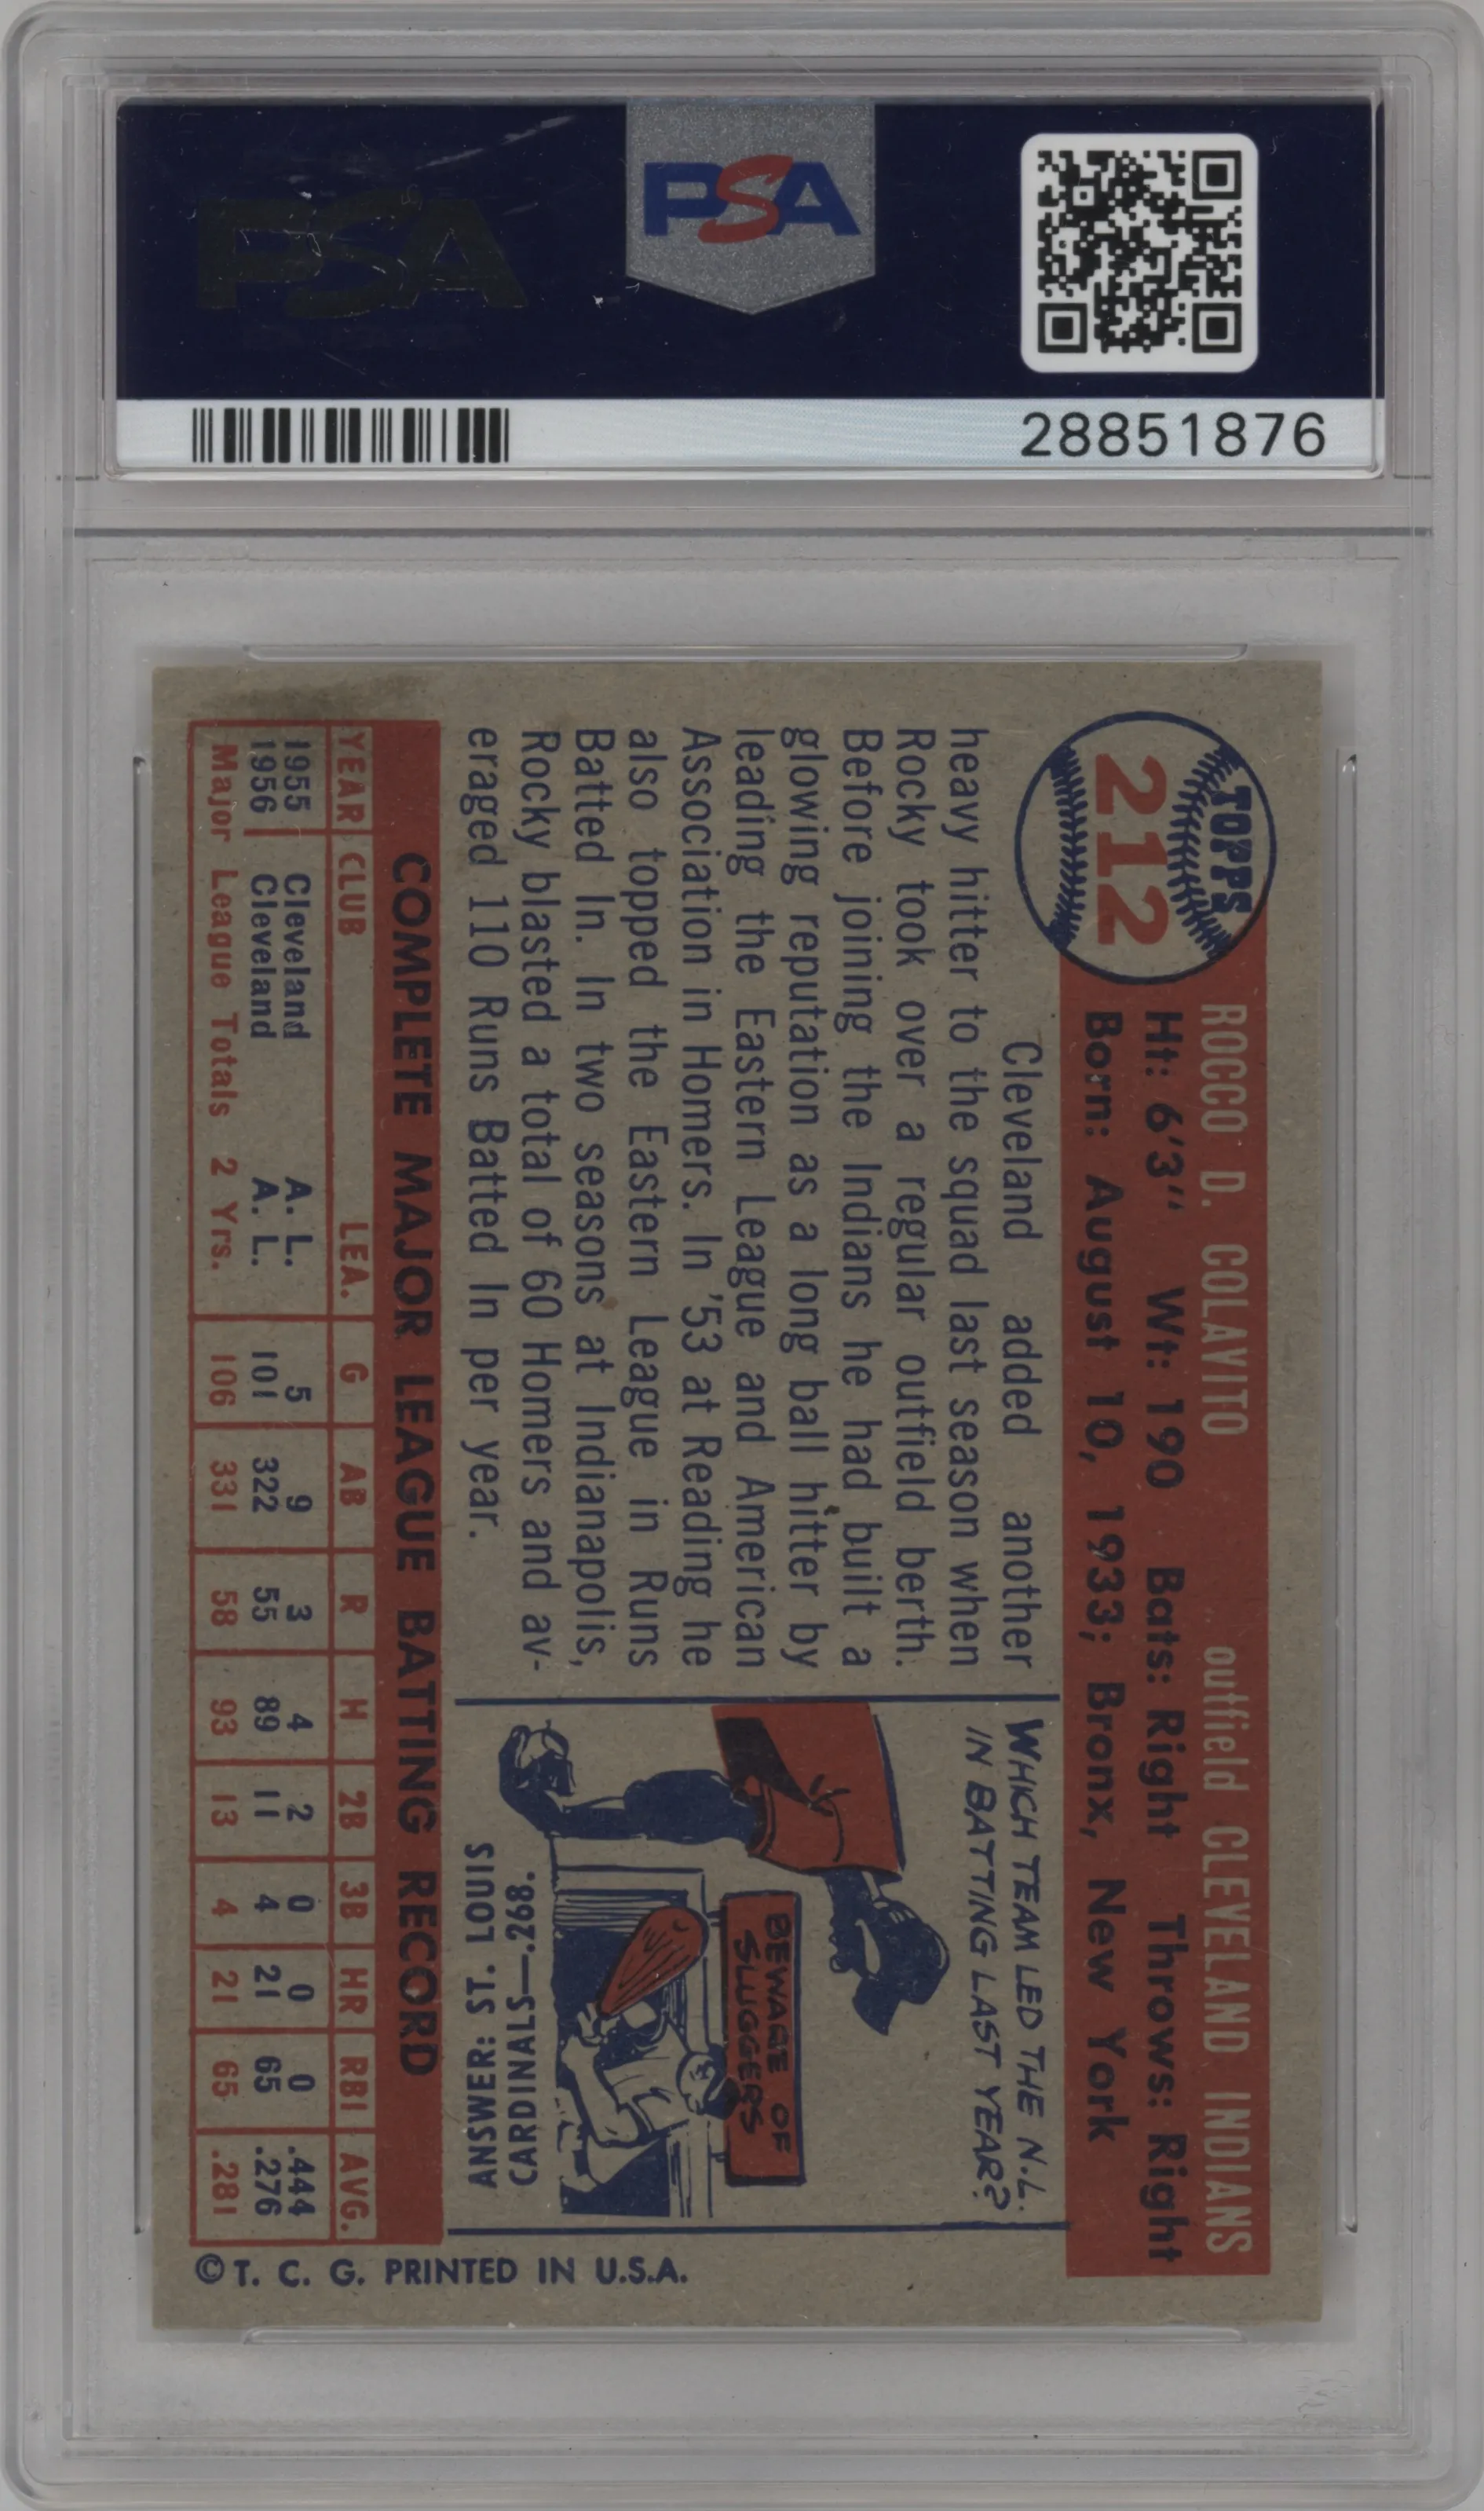 PSA
PSA
28851876
TOPPS
212
ROCCO D. COLAVITO outfield CLEVELAND INDIANS
Ht: 6'3" Wt: 190 Bats: Right Throws: Right
Born: August 10, 1933; Bronx, New York
Cleveland added another
heavy hitter to the squad last season when
Rocky took over a regular outfield berth.
Before joining the Indians he had built a
glowing reputation as a long ball hitter by
leading the Eastern League and American
Association in Homers. In '53 at Reading he
also topped the Eastern League in Runs
Batted In. In two seasons at Indianapolis,
Rocky blasted a total of 60 Homers and av-
eraged 110 Runs Batted In per year.
WHICH TEAM LED THE N.L.
IN BATTING LAST YEAR?
BEWARE OF
SLUGGERS
ANSWER: ST. LOUIS
CARDINALS—.268.
COMPLETE MAJOR LEAGUE BATTING RECORD
YEAR CLUB LEA. G AB R H 2B 3B HR RBI AVG.
1955 Cleveland A. L. 5 9 3 4 2 0 0 0 .444
1956 Cleveland A. L. 101 322 55 89 11 4 21 65 .276
Major League Totals 2 Yrs. 106 331 58 93 13 4 21 65 .281
© T. C. G. PRINTED IN U.S.A.